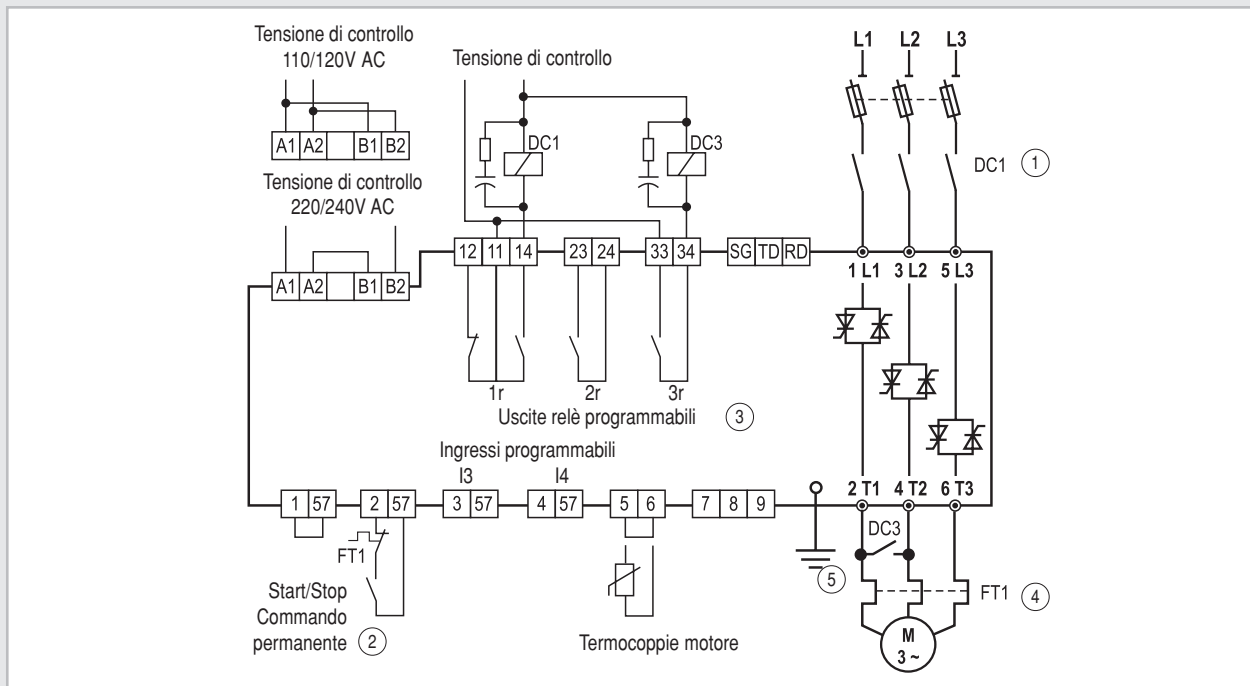 Tensione di controllo
110/120V AC
A1 A2 B1 B2
Tensione di controllo
220/240V AC
A1 A2 B1 B2
Tensione di controllo
DC1
DC3
12 11 14 23 24 33 34 SG TD RD
1r 2r 3r
Uscite relè programmabili 3
L1 L2 L3
DC1 1
1 L1 3 L2 5 L3
Ingressi programmabili
I3 I4
1 57 2 57 3 57 4 57 5 6 7 8 9
2 T1 4 T2 6 T3
FT1
Start/Stop
Commando
permanente 2
Termocoppie motore
5
DC3
FT1 4
M
3 ~